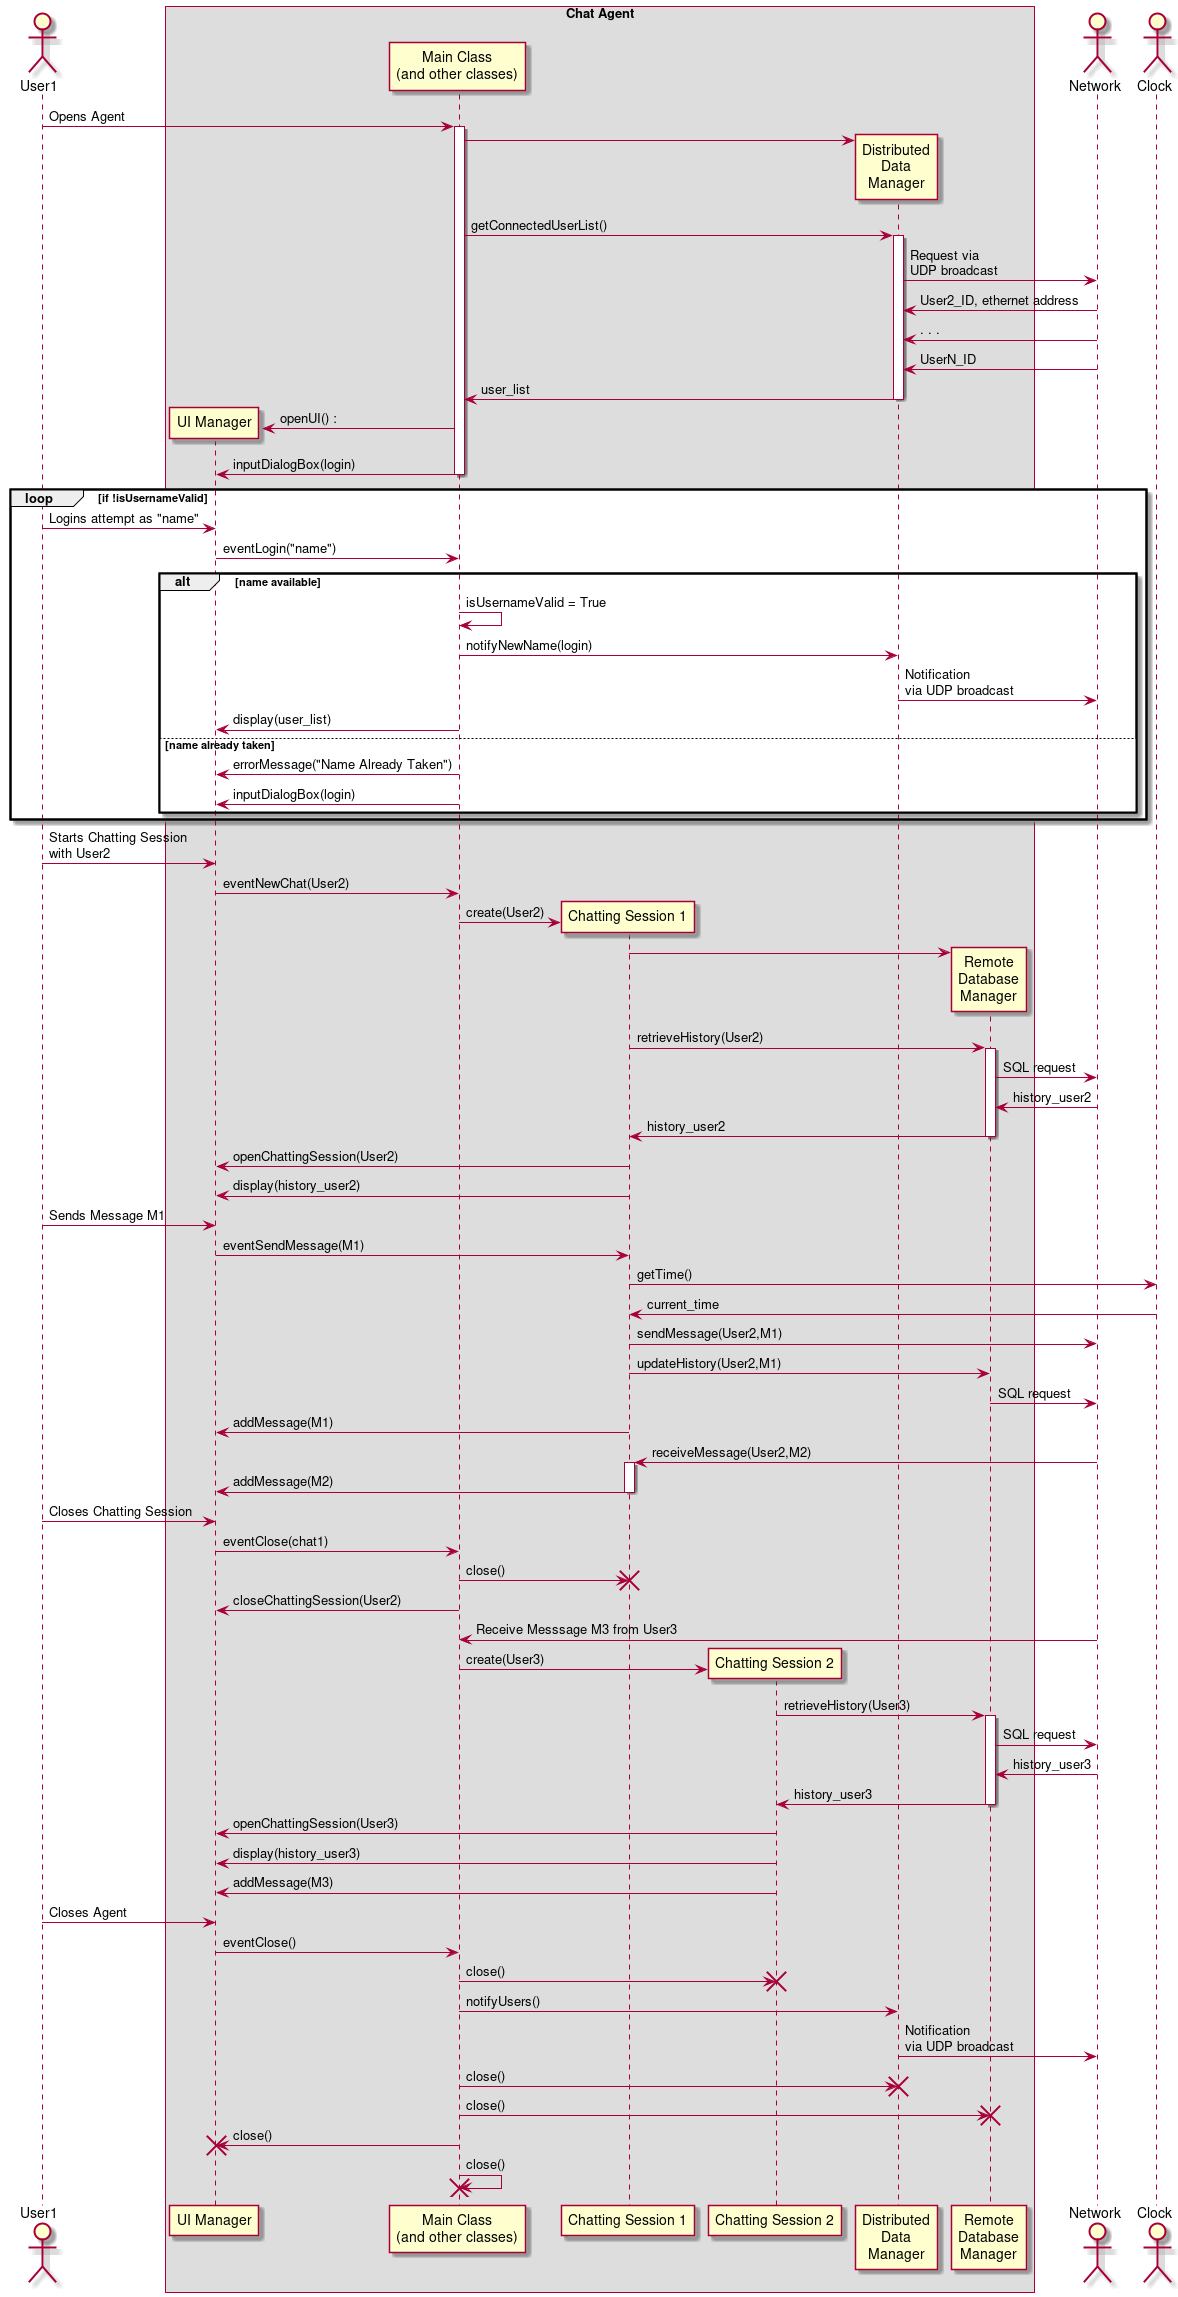 Chat Agent
User1
Main Class
(and other classes)
Network
Clock
Opens Agent
Distributed
Data
Manager
getConnectedUserList()
Request via
UDP broadcast
User2_ID, ethernet address
. . .
UserN_ID
user_list
UI Manager
openUI() :
inputDialogBox(login)
loop
[if !isUsernameValid]
Logins attempt as "name"
eventLogin("name")
alt
[name available]
isUsernameValid = True
notifyNewName(login)
Notification
via UDP broadcast
display(user_list)
[name already taken]
errorMessage("Name Already Taken")
inputDialogBox(login)
Starts Chatting Session
with User2
eventNewChat(User2)
create(User2)
Chatting Session 1
Remote
Database
Manager
retrieveHistory(User2)
SQL request
history_user2
history_user2
openChattingSession(User2)
display(history_user2)
Sends Message M1
eventSendMessage(M1)
getTime()
current_time
sendMessage(User2,M1)
updateHistory(User2,M1)
SQL request
addMessage(M1)
receiveMessage(User2,M2)
addMessage(M2)
Closes Chatting Session
eventClose(chat1)
close()
closeChattingSession(User2)
Receive Messsage M3 from User3
create(User3)
Chatting Session 2
retrieveHistory(User3)
SQL request
history_user3
history_user3
openChattingSession(User3)
display(history_user3)
addMessage(M3)
Closes Agent
eventClose()
close()
notifyUsers()
Notification
via UDP broadcast
close()
close()
close()
close()
User1
UI Manager
Main Class
(and other classes)
Chatting Session 1
Chatting Session 2
Distributed
Data
Manager
Remote
Database
Manager
Network
Clock